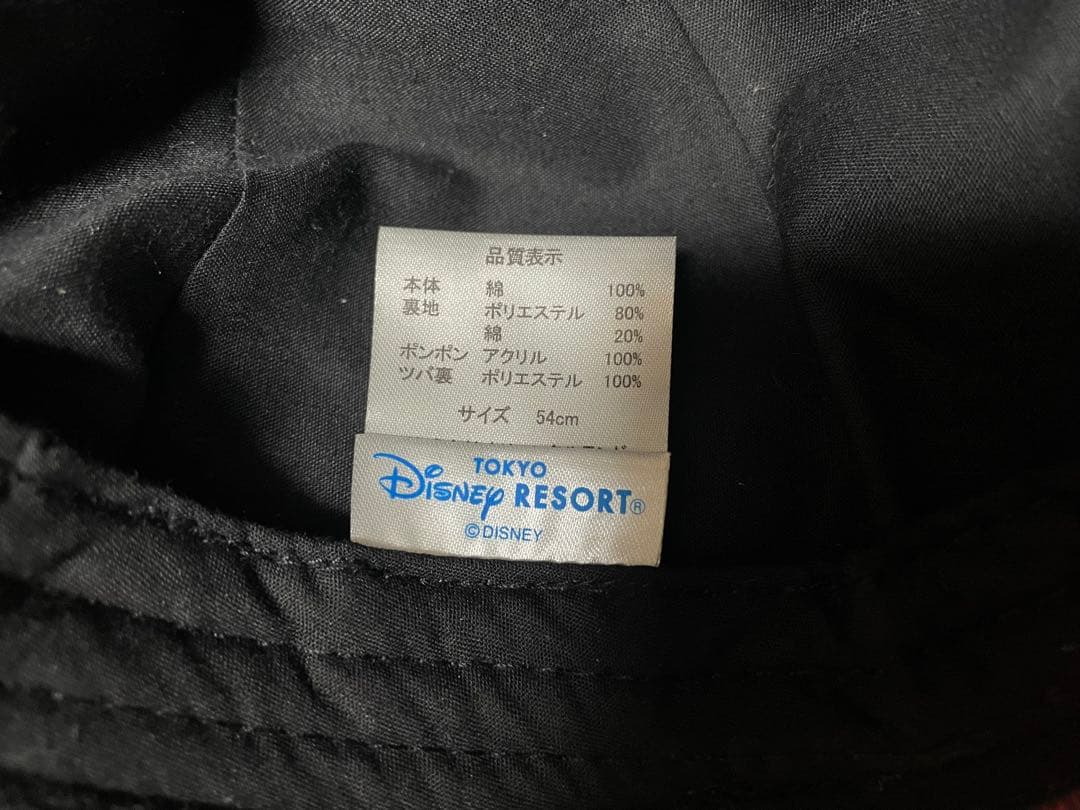 品質表示
本体 綿 100%
裏地 ポリエステル 80%
綿 20%
ポンポン アクリル 100%
ツバ裏 ポリエステル 100%
サイズ 54cm
TOKYO
Disney RESORT®
©DISNEY